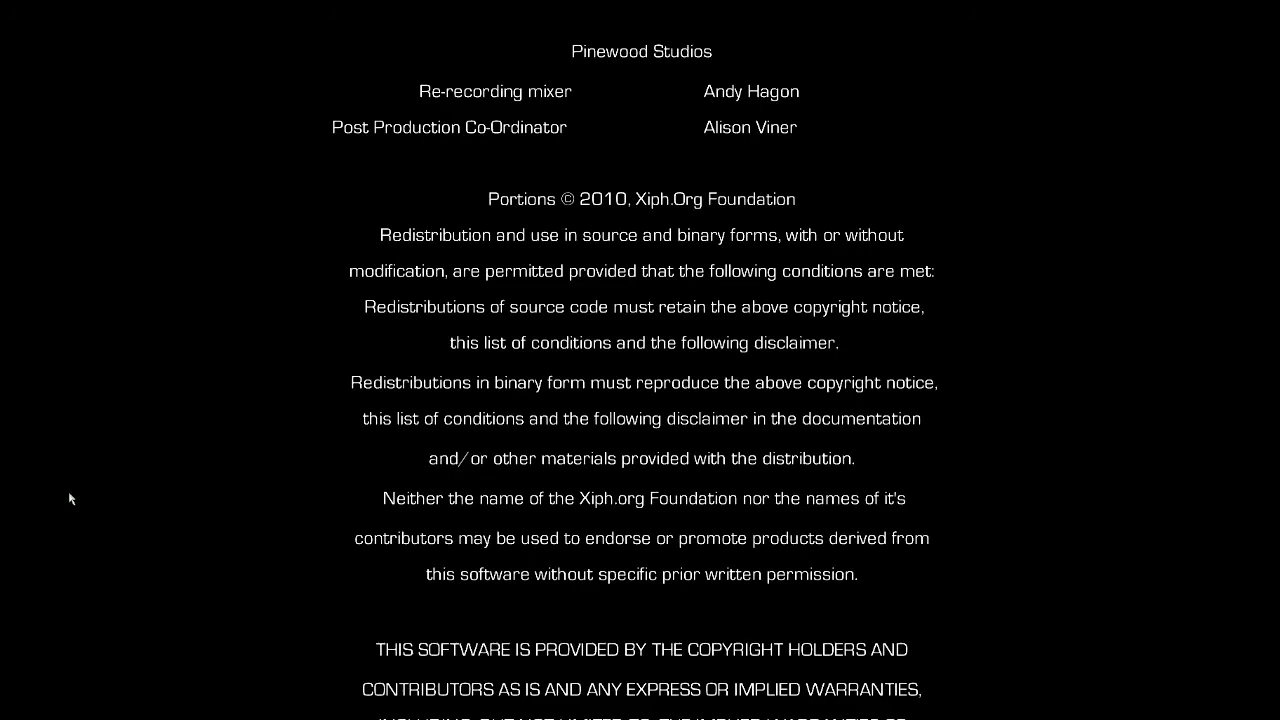 Pinewood Studios
Re-recording mixer Andy Hagon
Post Production Co-Ordinator Alison Viner
Portions © 2010, Xiph.Org Foundation
Redistribution and use in source and binary forms, with or without
modification, are permitted provided that the following conditions are met:
Redistributions of source code must retain the above copyright notice,
this list of conditions and the following disclaimer.
Redistributions in binary form must reproduce the above copyright notice,
this list of conditions and the following disclaimer in the documentation
and/or other materials provided with the distribution.
Neither the name of the Xiph.org Foundation nor the names of it's
contributors may be used to endorse or promote products derived from
this software without specific prior written permission.
THIS SOFTWARE IS PROVIDED BY THE COPYRIGHT HOLDERS AND
CONTRIBUTORS AS IS AND ANY EXPRESS OR IMPLIED WARRANTIES,